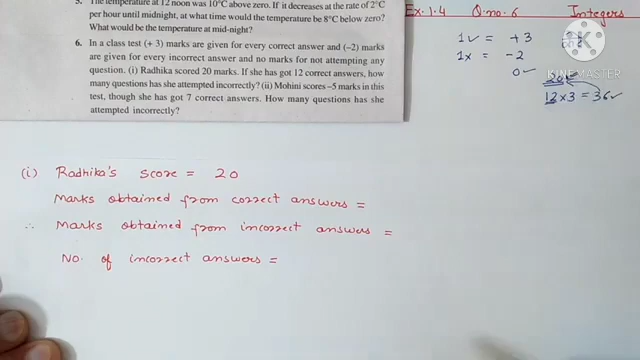 5. The temperature at 12 noon was 10°C above zero. If it decreases at the rate of 2°C
per hour until midnight, at what time would the temperature be 8°C below zero?
What would be the temperature at mid-night?
6. In a class test (+ 3) marks are given for every correct answer and (–2) marks
are given for every incorrect answer and no marks for not attempting any
question. (i) Radhika scored 20 marks. If she has got 12 correct answers, how
many questions has she attempted incorrectly? (ii) Mohini scores –5 marks in this
test, though she has got 7 correct answers. How many questions has she
attempted incorrectly?
Ex. 1.4 Q. no. 6 Integers
1✓ = +3
1x = -2
0✓
KINEMASTER
12 × 3 = 36✓
(i) Radhika's score = 20
Marks obtained from correct answers =
∴ Marks obtained from incorrect answers =
No. of incorrect answers =